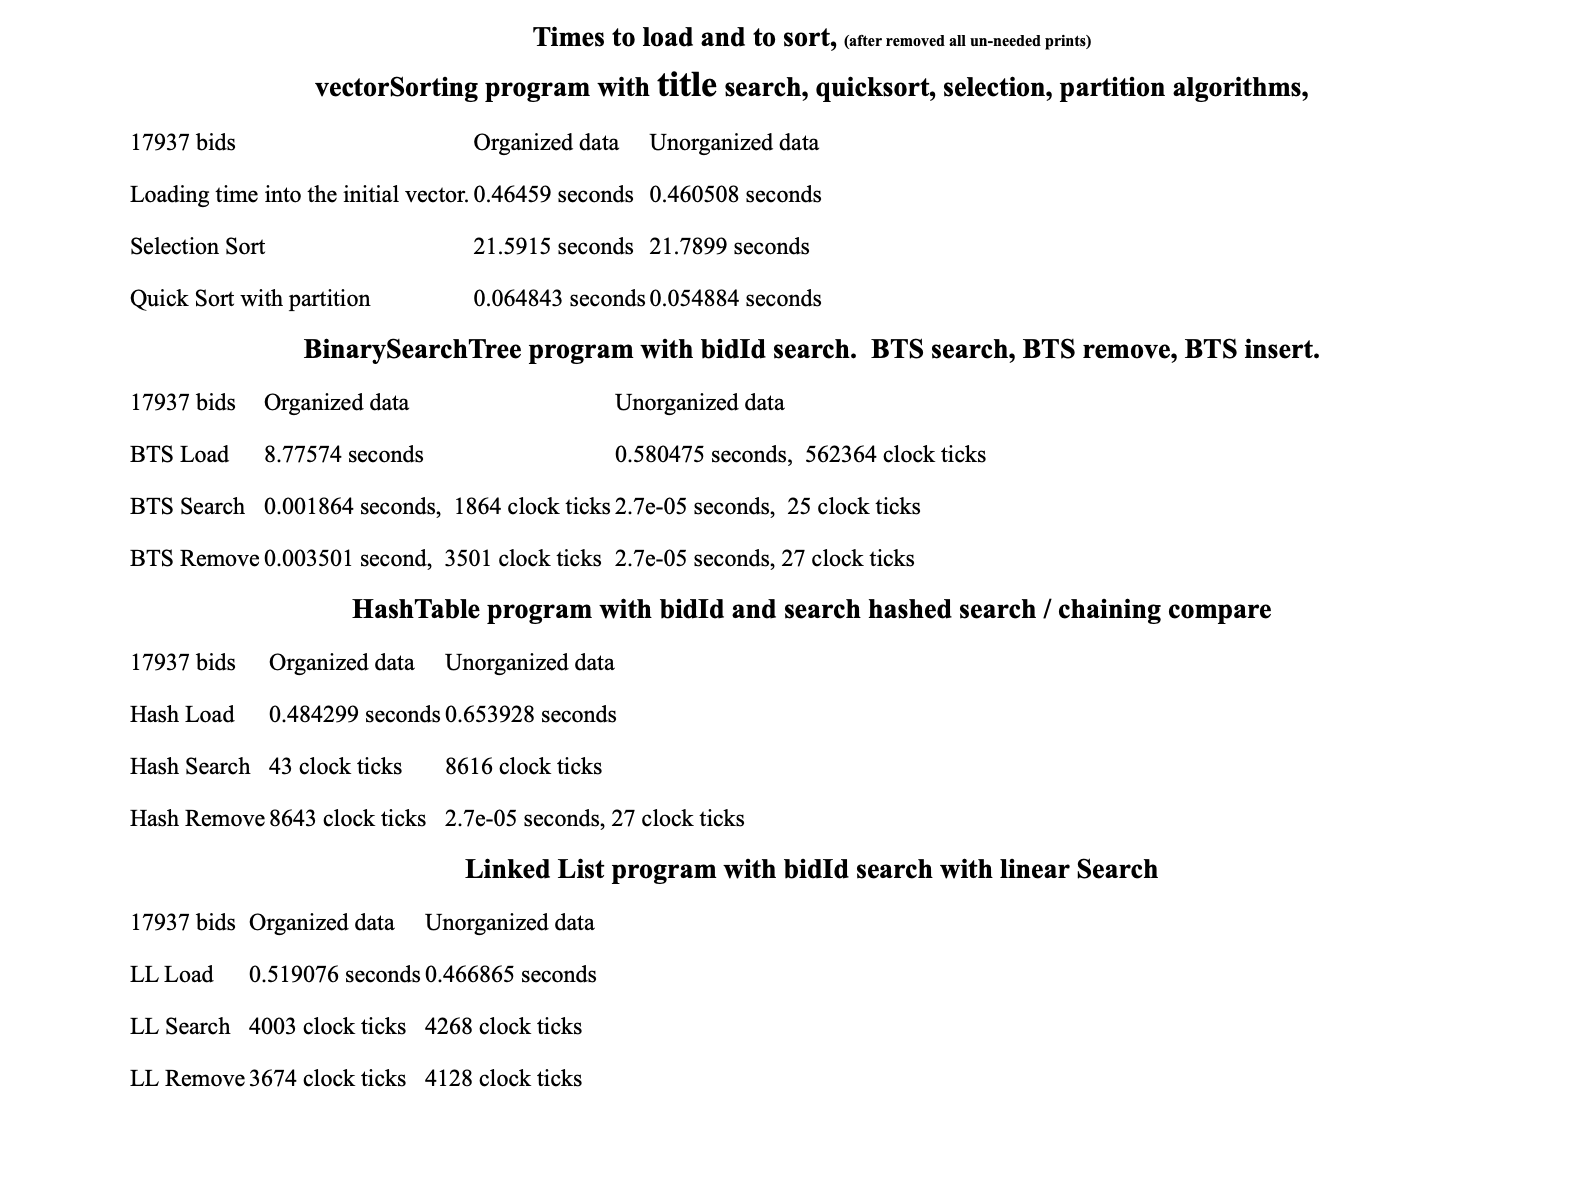 Times to load and to sort, (after removed all un-needed prints)
vectorSorting program with title search, quicksort, selection, partition algorithms,
17937 bids Organized data Unorganized data
Loading time into the initial vector. 0.46459 seconds 0.460508 seconds
Selection Sort 21.5915 seconds 21.7899 seconds
Quick Sort with partition 0.064843 seconds 0.054884 seconds
BinarySearchTree program with bidId search.  BTS search, BTS remove, BTS insert.
17937 bids Organized data Unorganized data
BTS Load 8.77574 seconds 0.580475 seconds,  562364 clock ticks
BTS Search 0.001864 seconds,  1864 clock ticks 2.7e-05 seconds,  25 clock ticks
BTS Remove 0.003501 second,  3501 clock ticks 2.7e-05 seconds, 27 clock ticks
HashTable program with bidId and search hashed search / chaining compare
17937 bids Organized data Unorganized data
Hash Load 0.484299 seconds 0.653928 seconds
Hash Search 43 clock ticks 8616 clock ticks
Hash Remove 8643 clock ticks 2.7e-05 seconds, 27 clock ticks
Linked List program with bidId search with linear Search
17937 bids Organized data Unorganized data
LL Load 0.519076 seconds 0.466865 seconds
LL Search 4003 clock ticks 4268 clock ticks
LL Remove 3674 clock ticks 4128 clock ticks